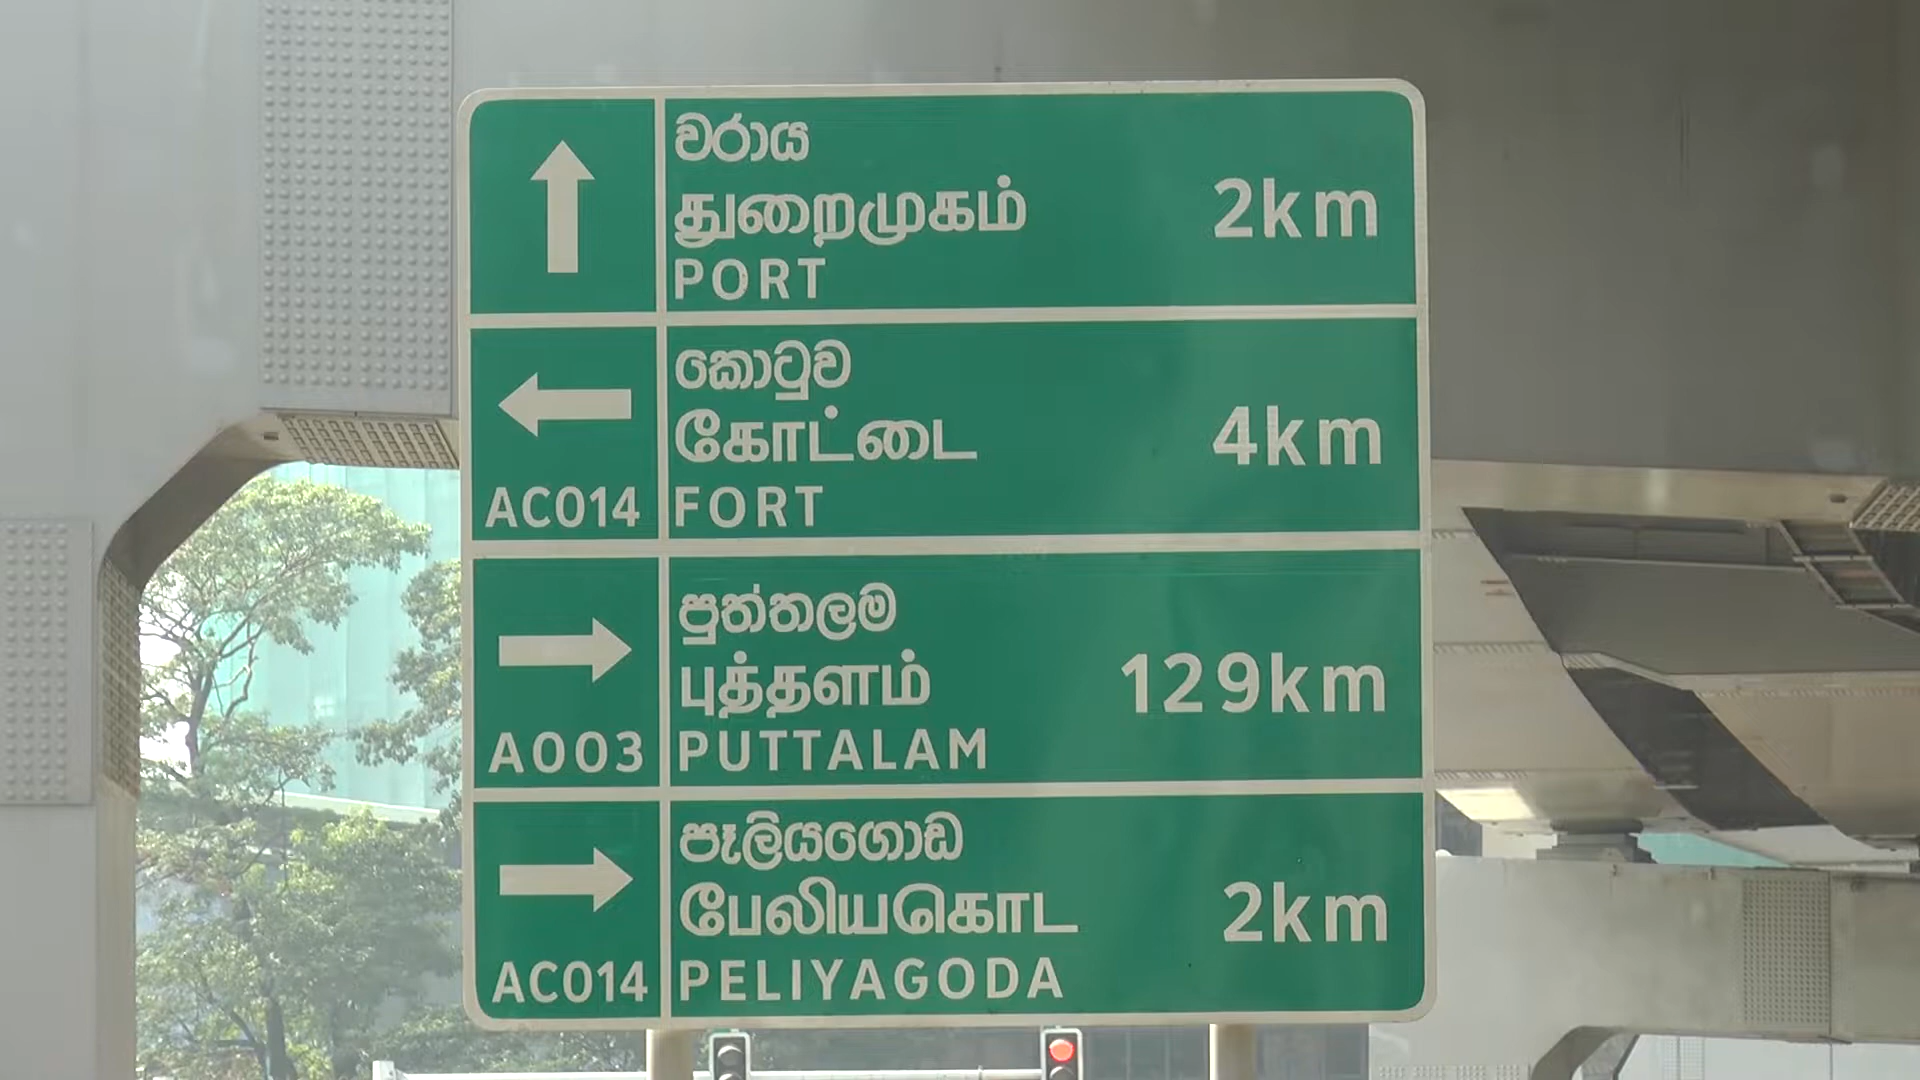 වරාය
துறைமுகம் 2km
PORT
කොටුව
கோட்டை 4km
AC014 FORT
පුත්තලම
புத்தளம் 129km
A003 PUTTALAM
පෑලියගොඩ
பேலியகொட 2km
AC014 PELIYAGODA